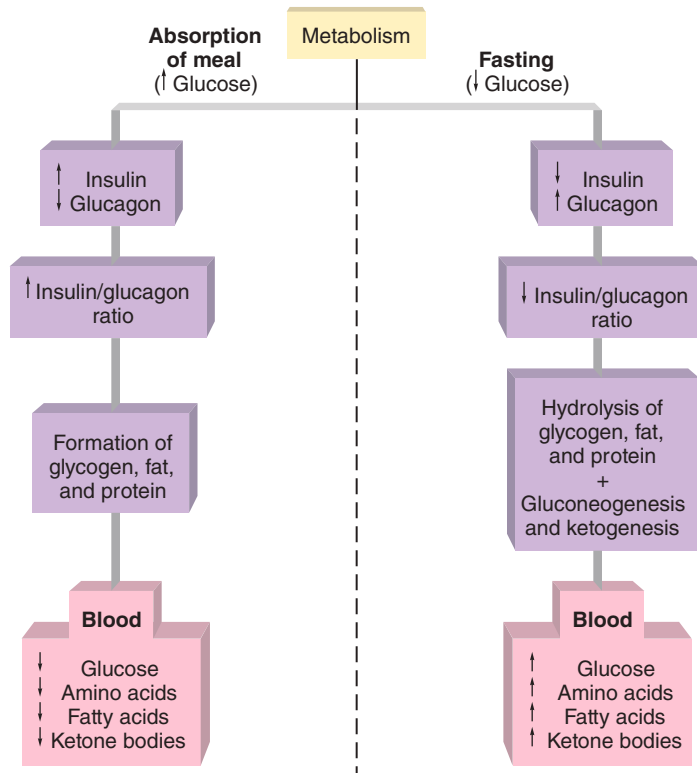 Metabolism
Absorption
of meal
(↑ Glucose)
↑ Insulin
↓ Glucagon
↑ Insulin/glucagon
ratio
Formation of
glycogen, fat,
and protein
Blood
↓ Glucose
↓ Amino acids
↓ Fatty acids
↓ Ketone bodies
Fasting
(↓ Glucose)
↓ Insulin
↑ Glucagon
↓ Insulin/glucagon
ratio
Hydrolysis of
glycogen, fat,
and protein
+
Gluconeogenesis
and ketogenesis
Blood
↑ Glucose
↑ Amino acids
↑ Fatty acids
↑ Ketone bodies